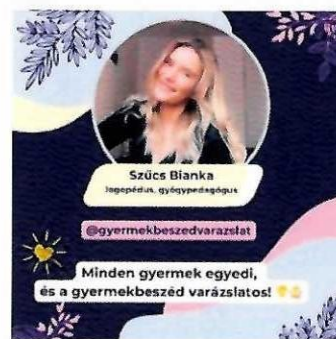 Szűcs Bianka
logopédus, gyógypedagógus
@gyermekbeszedvarazslat
Minden gyermek egyedi,
és a gyermekbeszéd varázslatos!